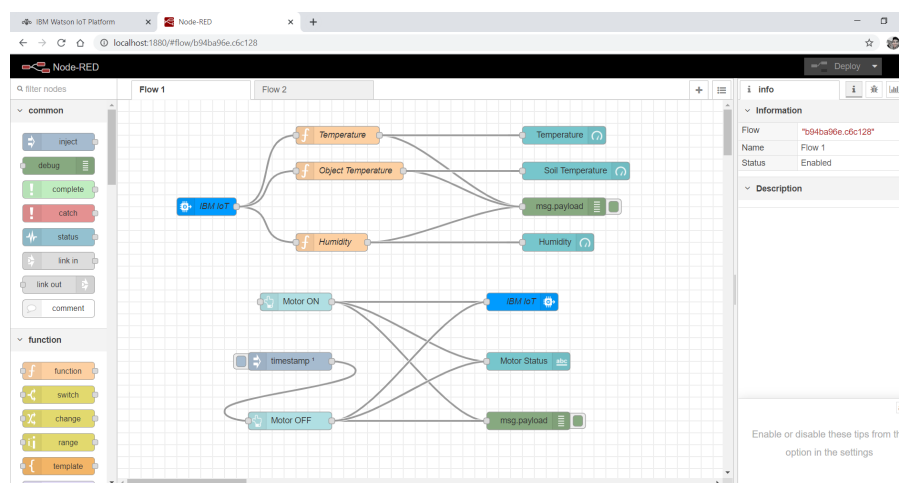 IBM Watson IoT Platform
Node-RED
localhost:1880/#flow/b94ba96e.c6c128
Node-RED
Deploy
filter nodes
Flow 1
Flow 2
info
common
inject
debug
complete
catch
status
link in
link out
comment
function
function
switch
change
range
template
Temperature
Temperature
Object Temperature
Soil Temperature
IBM IoT
msg.payload
Humidity
Humidity
Motor ON
IBM IoT
timestamp ¹
Motor Status
abc
Motor OFF
msg.payload
Information
Flow
"b94ba96e.c6c128"
Name
Flow 1
Status
Enabled
Description
Enable or disable these tips from th
option in the settings